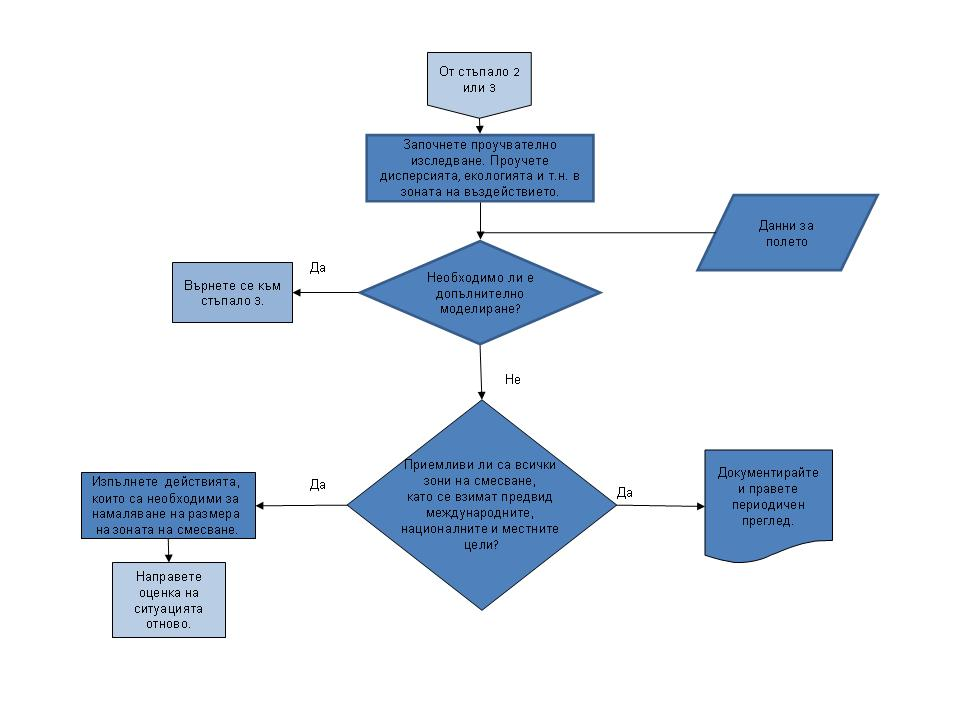 От стъпало 2
или 3
Започнете проучвателно
изследване. Проучете
дисперсията, екологията и т.н. в
зоната на въздействието.
Данни за
полето
Да
Върнете се към
стъпало 3.
Необходимо ли е
допълнително
моделиране?
Не
Приемливи ли са всички
зони на смесване,
като се взимат предвид
международните,
националните и местните
цели?
Да
Изпълнете действията,
които са необходими за
намаляване на размера
на зоната на смесване.
Да
Документирайте
и правете
периодичен
преглед.
Направете
оценка на
ситуацията
отново.